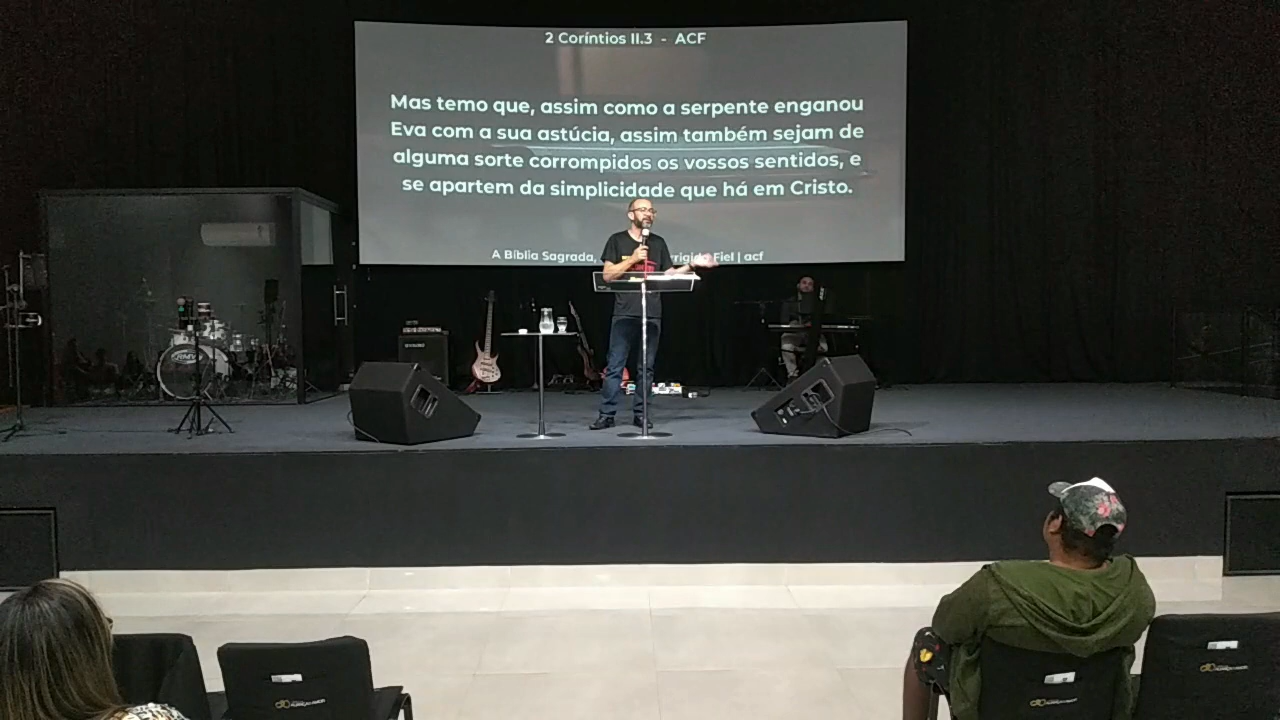 2 Coríntios 11.3 - ACF
Mas temo que, assim como a serpente enganou
Eva com a sua astúcia, assim também sejam de
alguma sorte corrompidos os vossos sentidos, e
se apartem da simplicidade que há em Cristo.
A Bíblia Sagrada, Fiel | acf
RMV